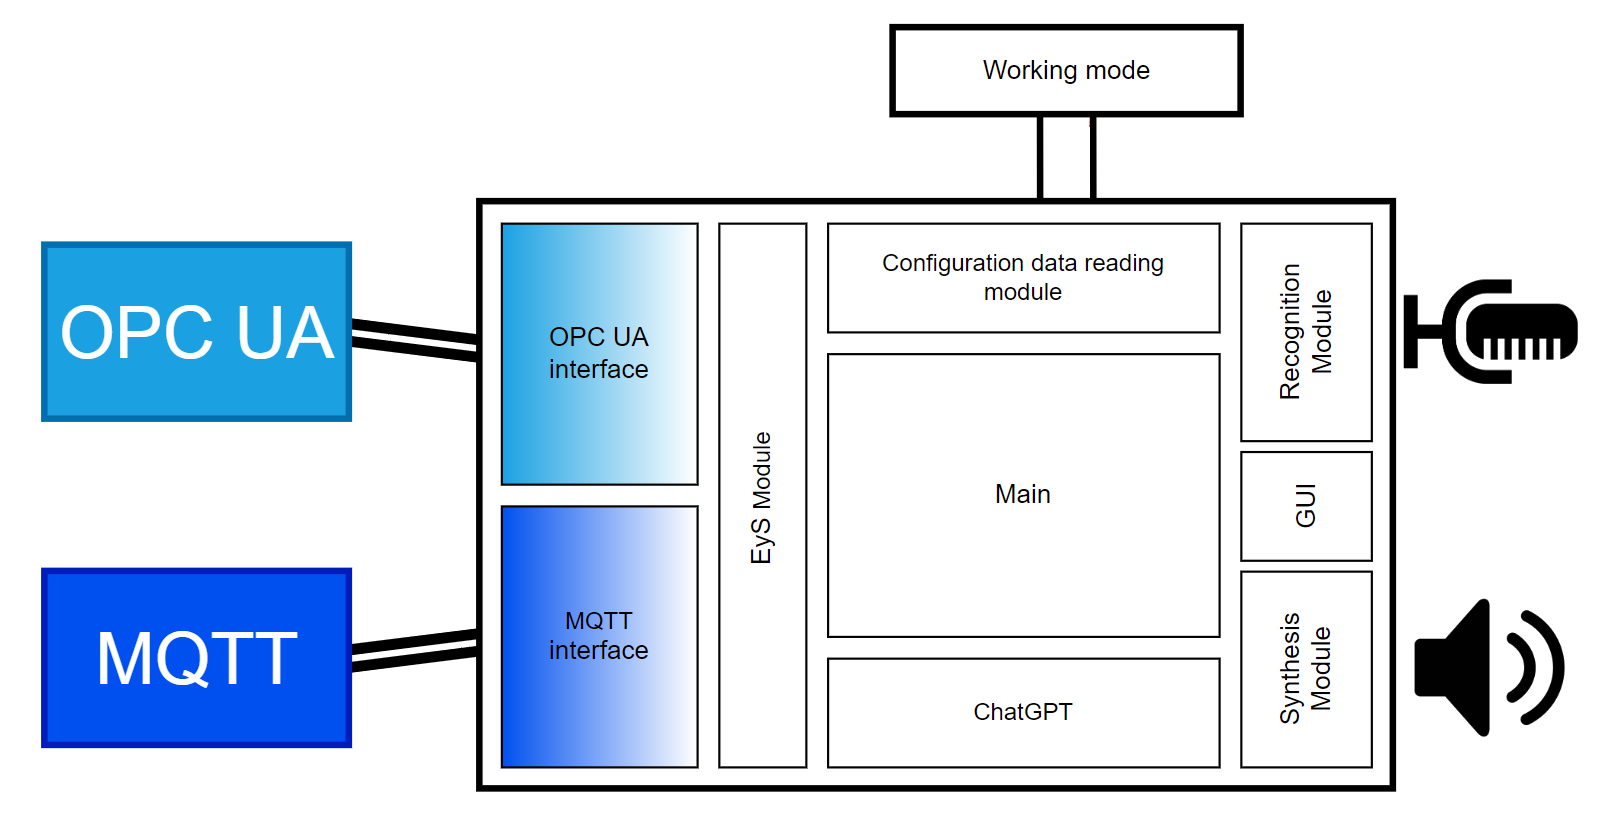 Working mode
OPC UA
MQTT
OPC UA
interface
MQTT
interface
EyS Module
Configuration data reading
module
Main
ChatGPT
Recognition
Module
GUI
Synthesis
Module